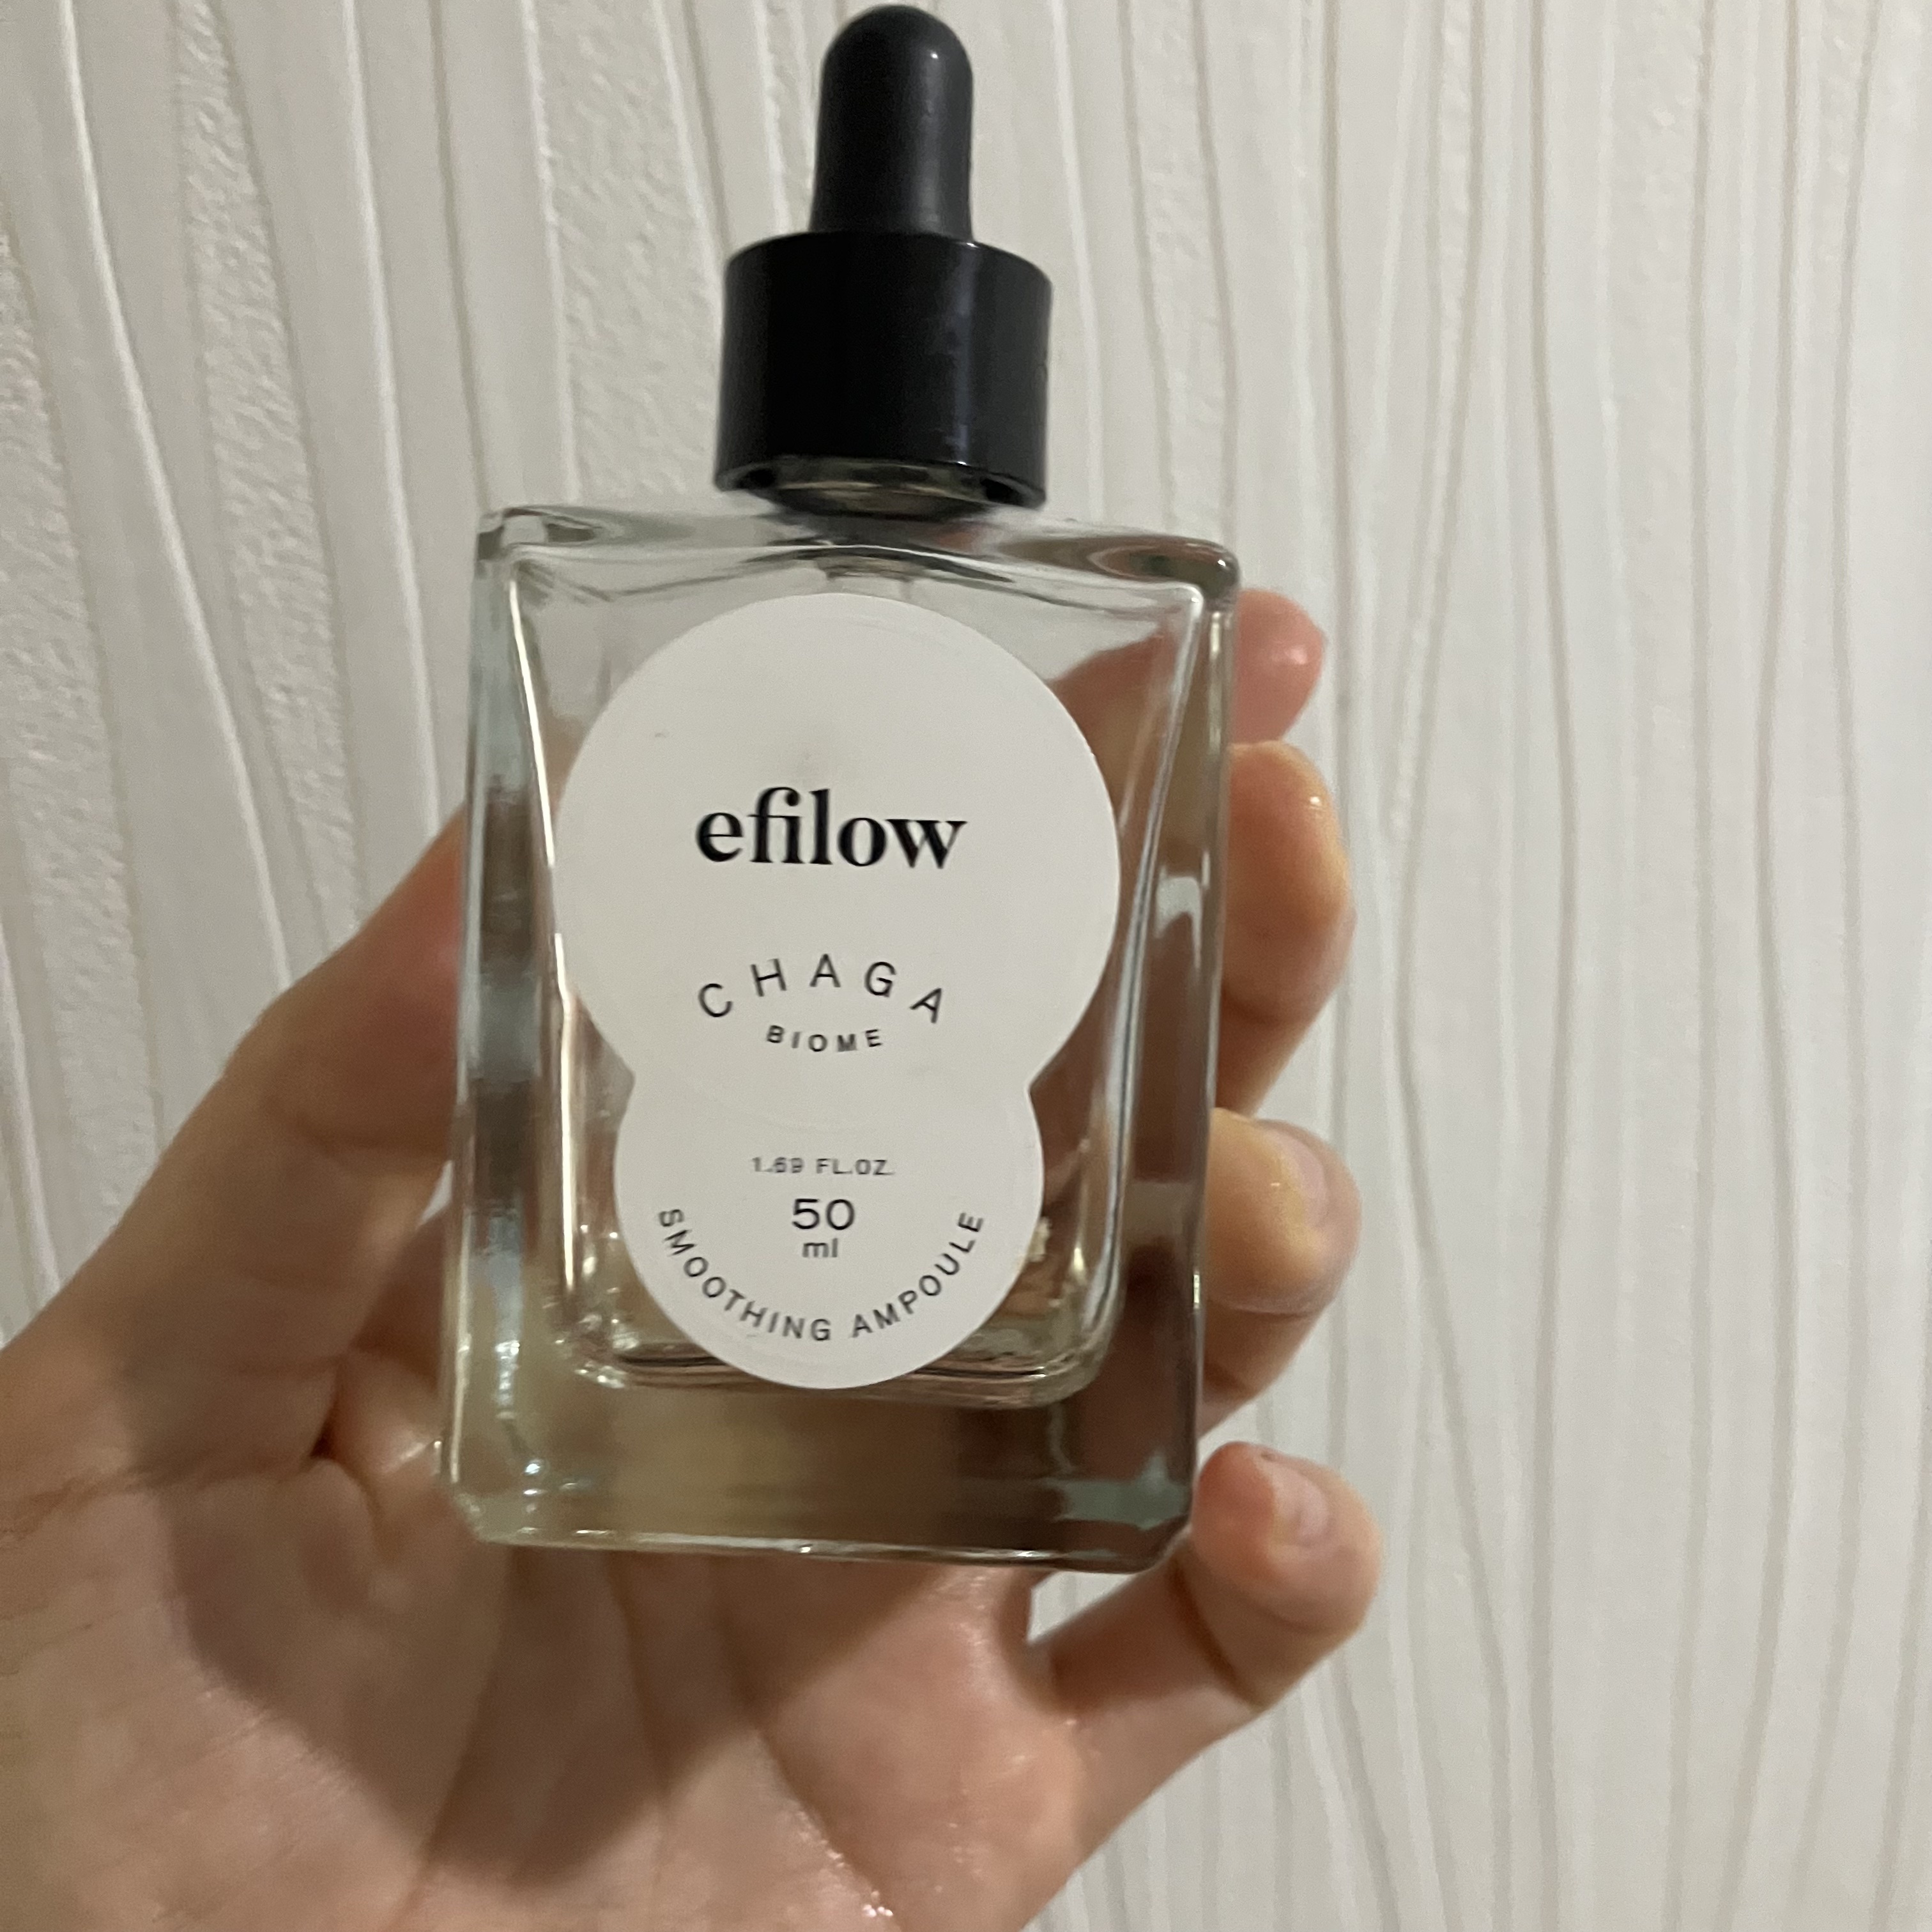 efilow
CHAGA
BIOME
1.69 FL.OZ.
50
ml
SMOOTHING AMPOULE